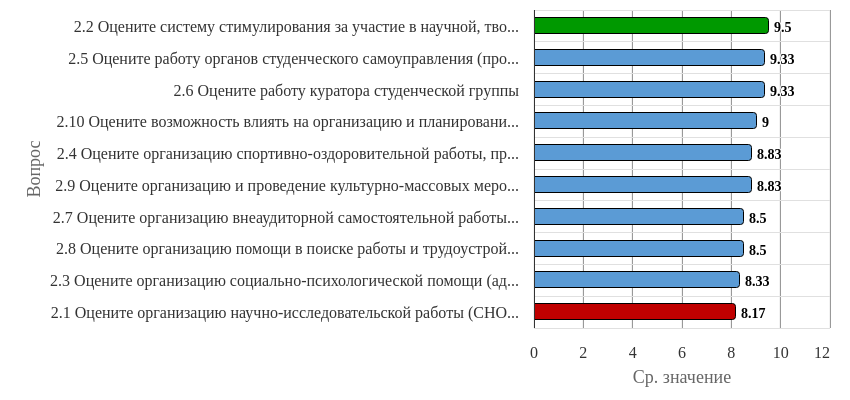 2.2 Оцените систему стимулирования за участие в научной, тво... 9.5
2.5 Оцените работу органов студенческого самоуправления (про... 9.33
2.6 Оцените работу куратора студенческой группы 9.33
2.10 Оцените возможность влиять на организацию и планировани... 9
2.4 Оцените организацию спортивно-оздоровительной работы, пр... 8.83
2.9 Оцените организацию и проведение культурно-массовых меро... 8.83
2.7 Оцените организацию внеаудиторной самостоятельной работы... 8.5
2.8 Оцените организацию помощи в поиске работы и трудоустрой... 8.5
2.3 Оцените организацию социально-психологической помощи (ад... 8.33
2.1 Оцените организацию научно-исследовательской работы (СНО... 8.17
Вопрос
0 2 4 6 8 10 12
Ср. значение